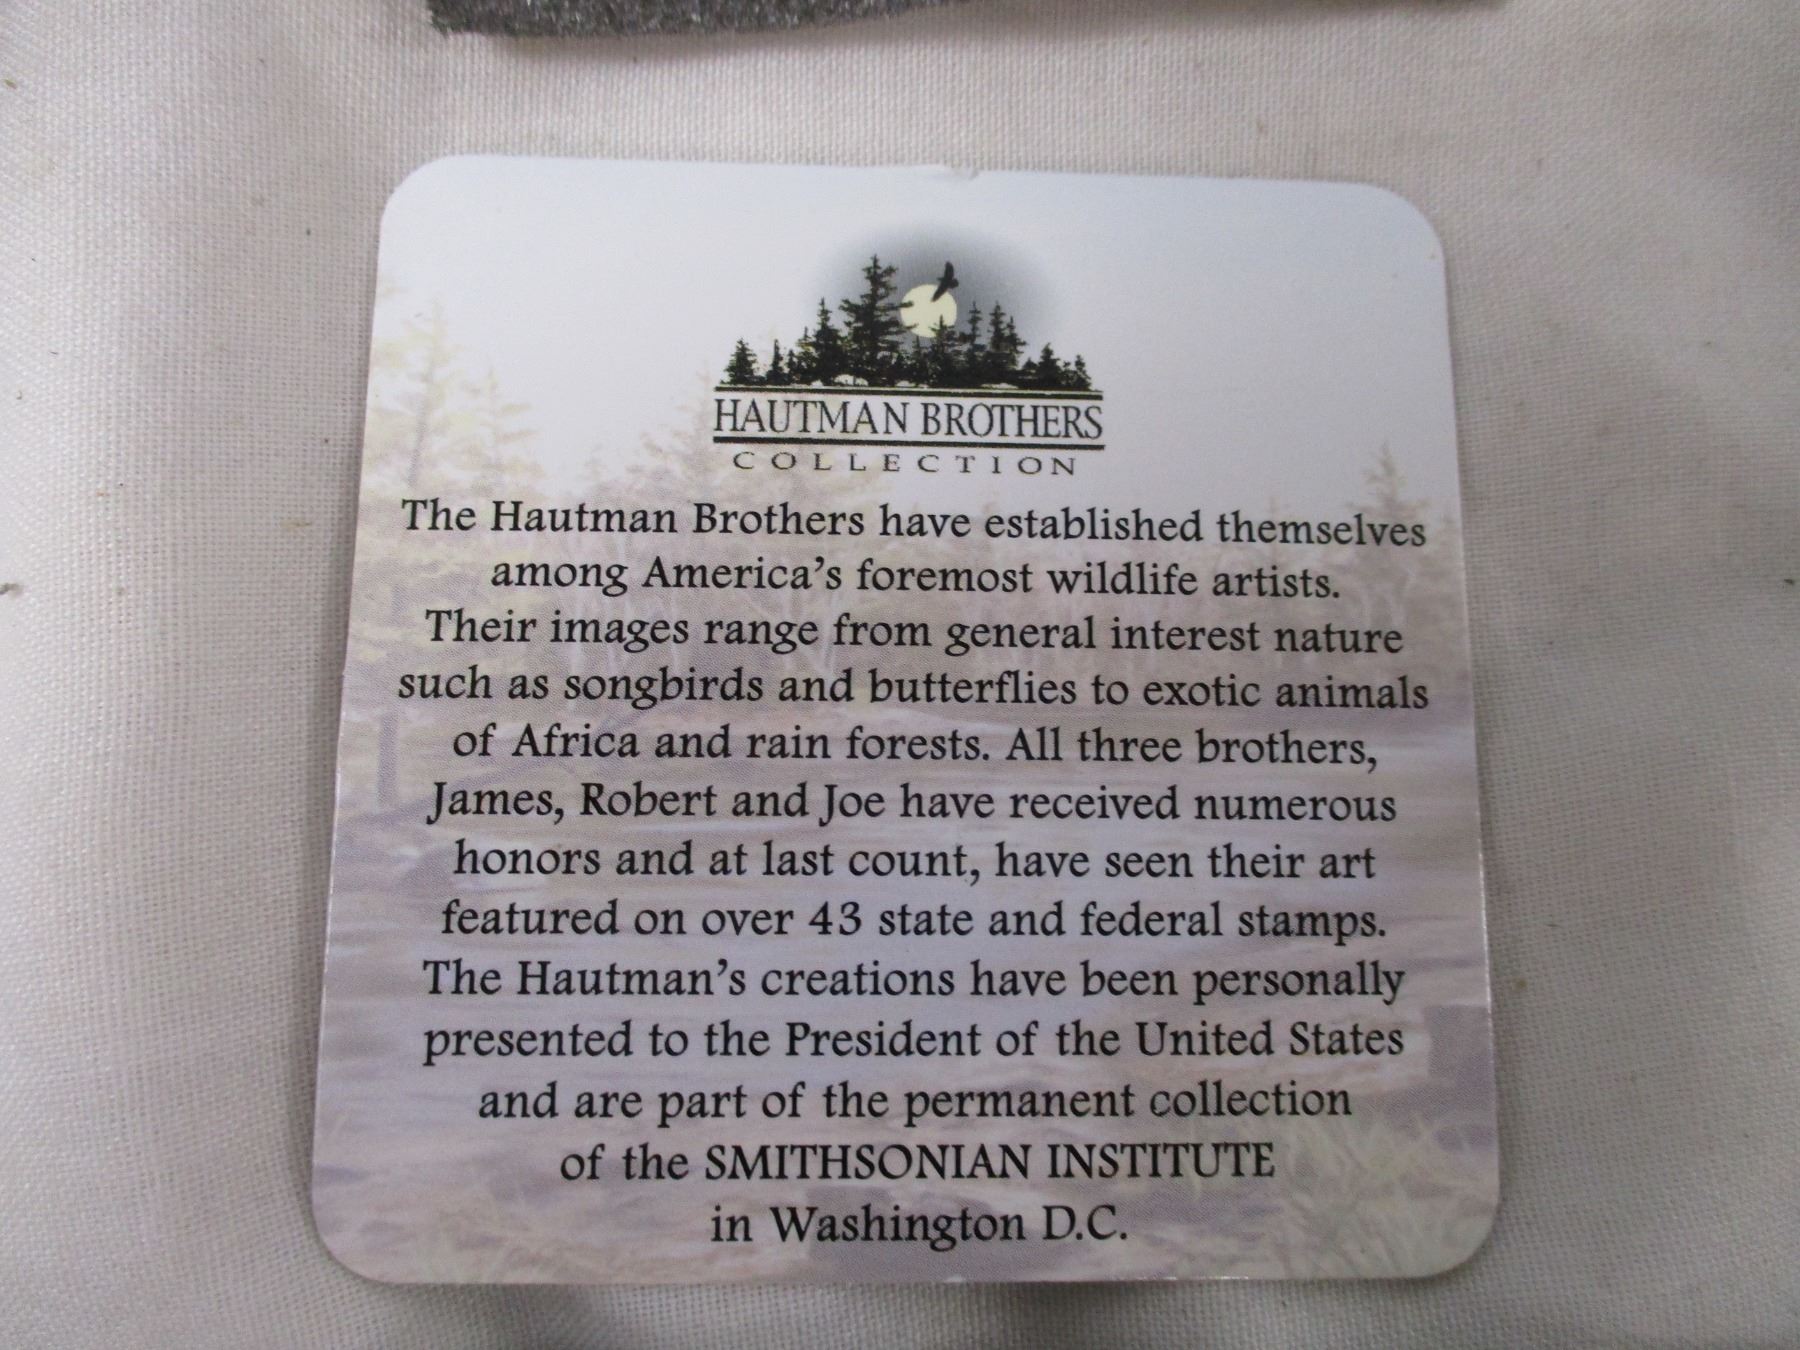 HAUTMAN BROTHERS
COLLECTION
The Hautman Brothers have established themselves
among America's foremost wildlife artists.
Their images range from general interest nature
such as songbirds and butterflies to exotic animals
of Africa and rain forests. All three brothers,
James, Robert and Joe have received numerous
honors and at last count, have seen their art
featured on over 43 state and federal stamps.
The Hautman's creations have been personally
presented to the President of the United States
and are part of the permanent collection
of the SMITHSONIAN INSTITUTE
in Washington D.C.